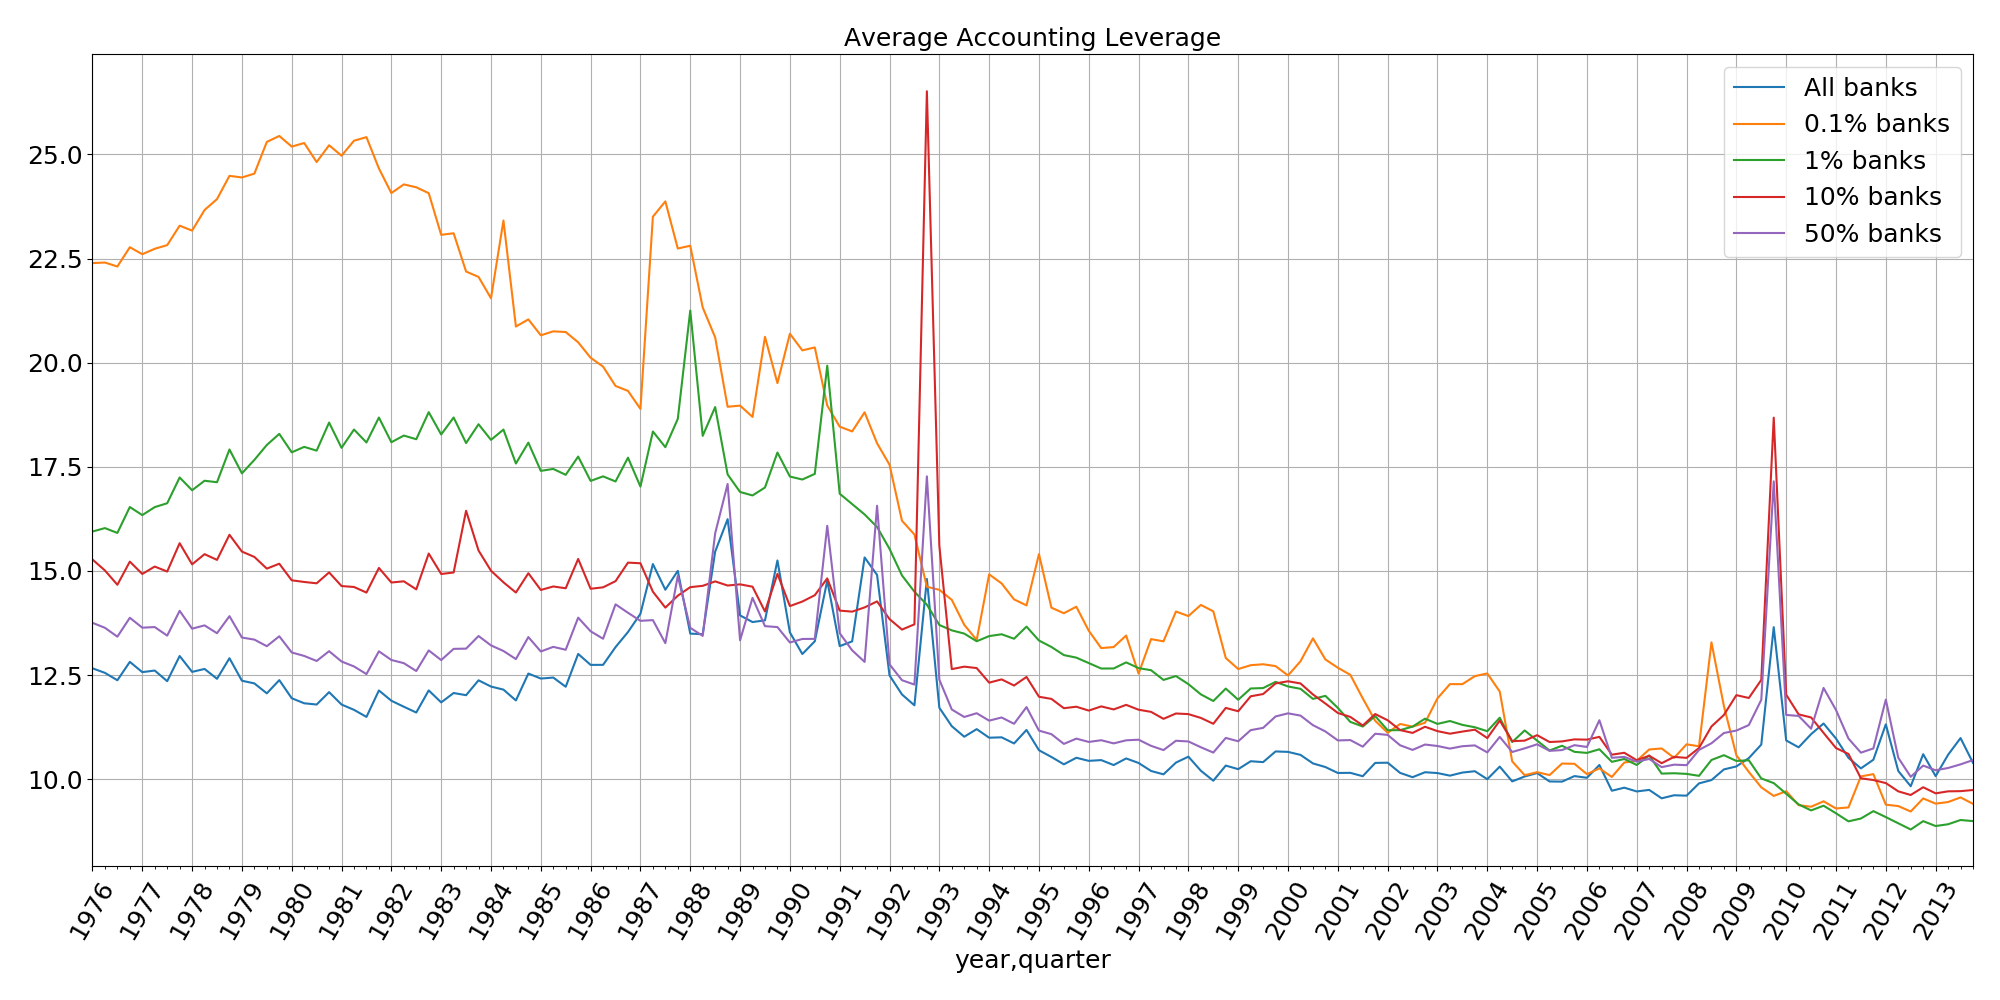 Average Accounting Leverage
All banks
0.1% banks
1% banks
10% banks
50% banks
25.0
22.5
20.0
17.5
15.0
12.5
10.0
1976 1977 1978 1979 1980 1981 1982 1983 1984 1985 1986 1987 1988 1989 1990 1991 1992 1993 1994 1995 1996 1997 1998 1999 2000 2001 2002 2003 2004 2005 2006 2007 2008 2009 2010 2011 2012 2013
year,quarter